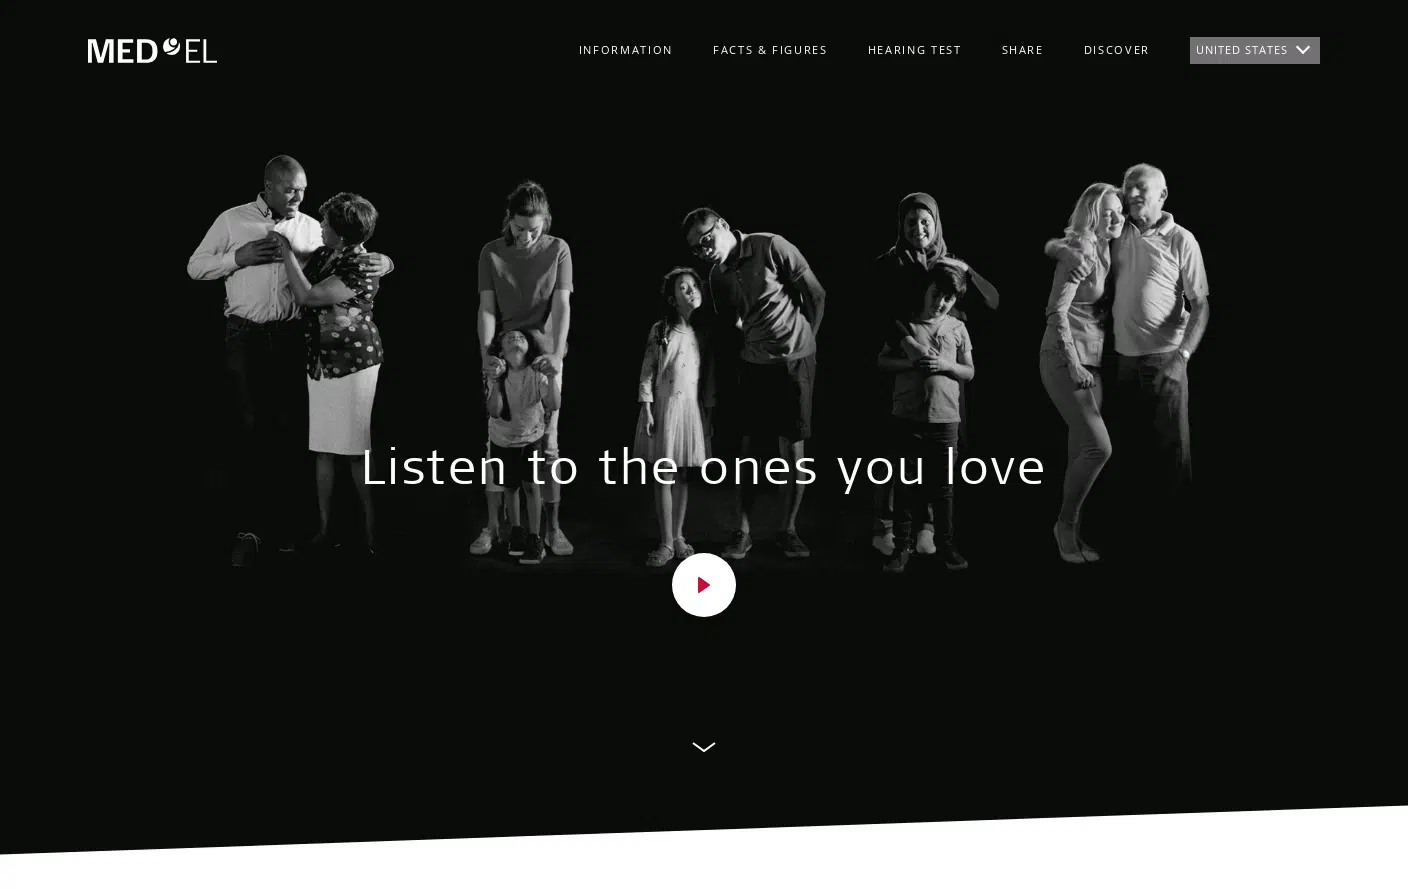 MED EL
INFORMATION
FACTS & FIGURES
HEARING TEST
SHARE
DISCOVER
UNITED STATES
Listen to the ones you love